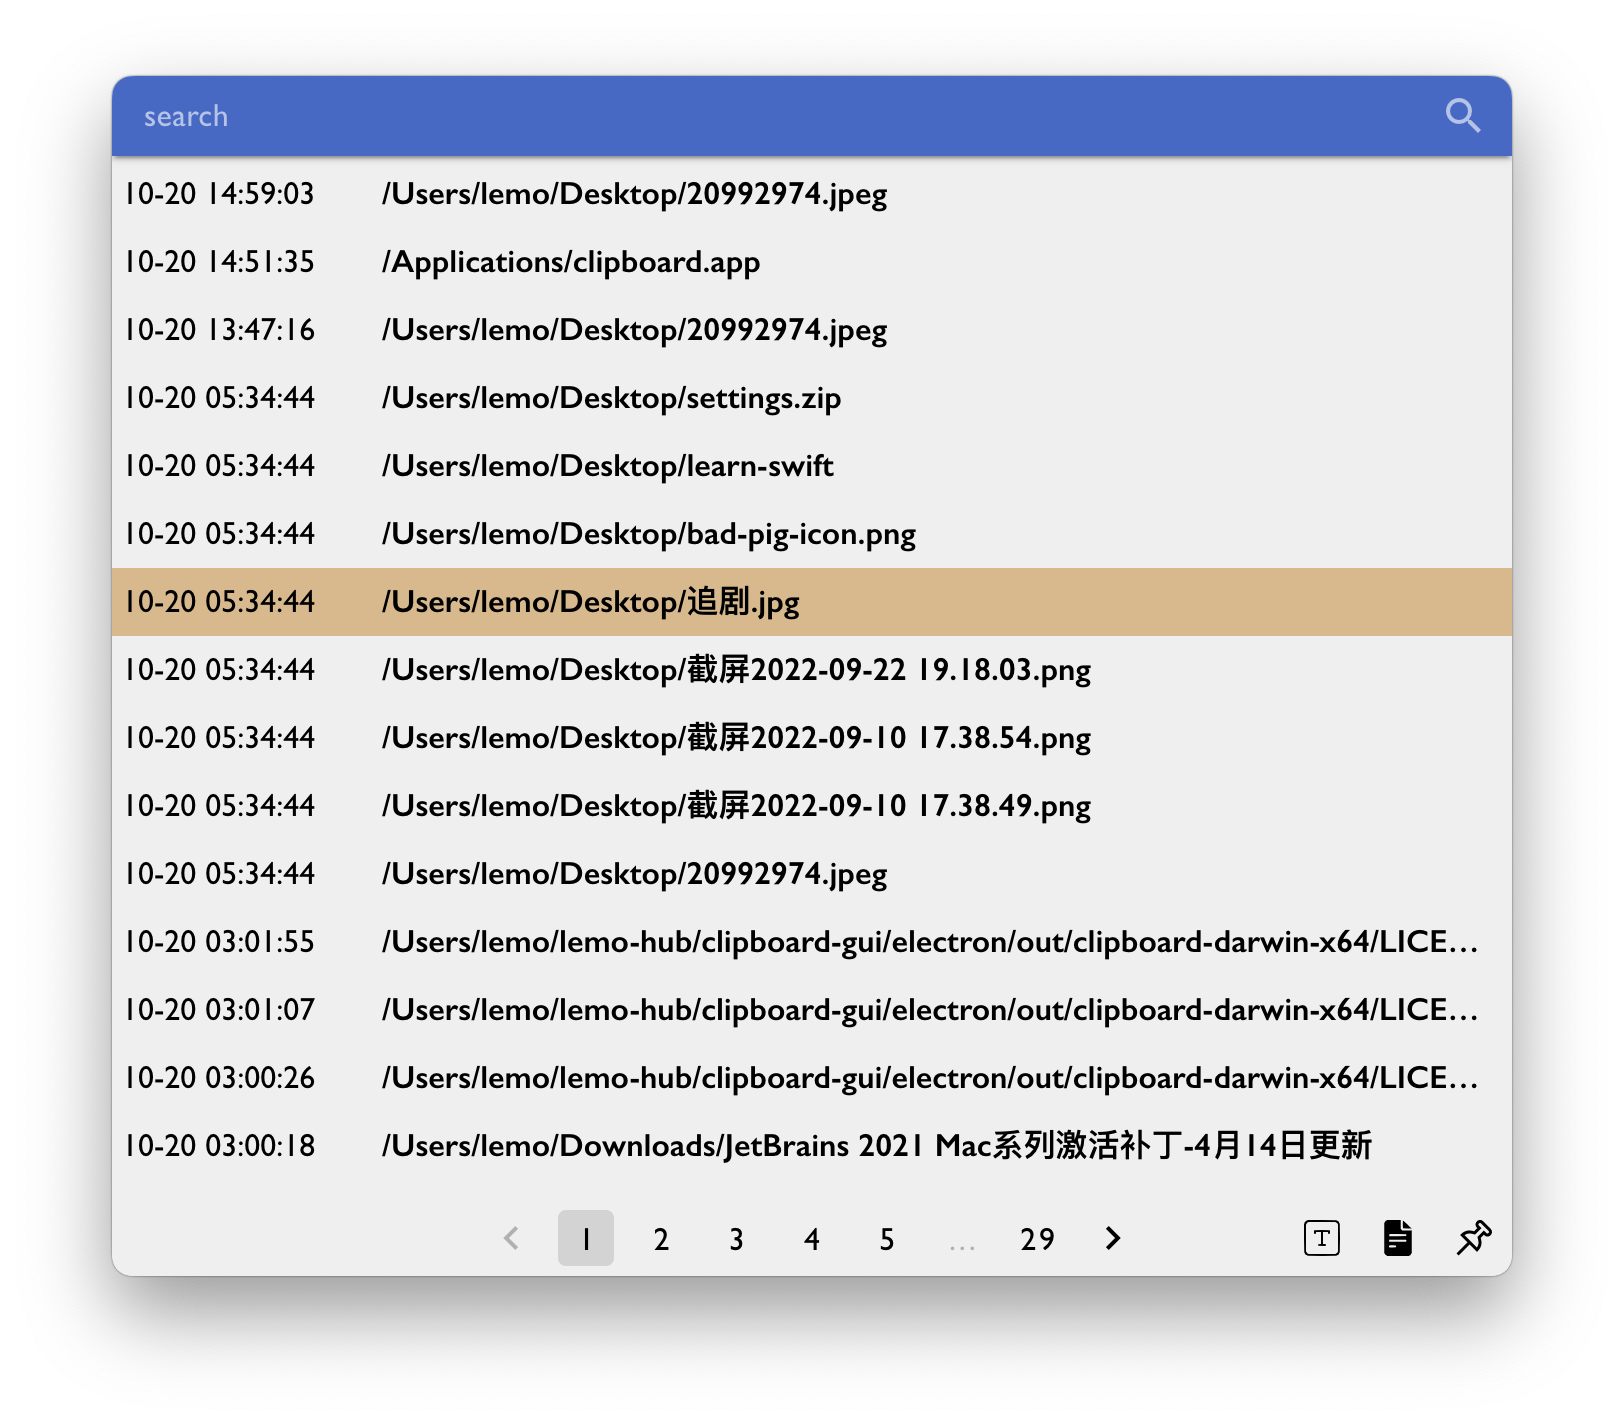 search
10-20 14:59:03 /Users/lemo/Desktop/20992974.jpeg
10-20 14:51:35 /Applications/clipboard.app
10-20 13:47:16 /Users/lemo/Desktop/20992974.jpeg
10-20 05:34:44 /Users/lemo/Desktop/settings.zip
10-20 05:34:44 /Users/lemo/Desktop/learn-swift
10-20 05:34:44 /Users/lemo/Desktop/bad-pig-icon.png
10-20 05:34:44 /Users/lemo/Desktop/追剧.jpg
10-20 05:34:44 /Users/lemo/Desktop/截屏2022-09-22 19.18.03.png
10-20 05:34:44 /Users/lemo/Desktop/截屏2022-09-10 17.38.54.png
10-20 05:34:44 /Users/lemo/Desktop/截屏2022-09-10 17.38.49.png
10-20 05:34:44 /Users/lemo/Desktop/20992974.jpeg
10-20 03:01:55 /Users/lemo/lemo-hub/clipboard-gui/electron/out/clipboard-darwin-x64/LICE…
10-20 03:01:07 /Users/lemo/lemo-hub/clipboard-gui/electron/out/clipboard-darwin-x64/LICE…
10-20 03:00:26 /Users/lemo/lemo-hub/clipboard-gui/electron/out/clipboard-darwin-x64/LICE…
10-20 03:00:18 /Users/lemo/Downloads/JetBrains 2021 Mac系列激活补丁-4月14日更新
1 2 3 4 5 … 29 T